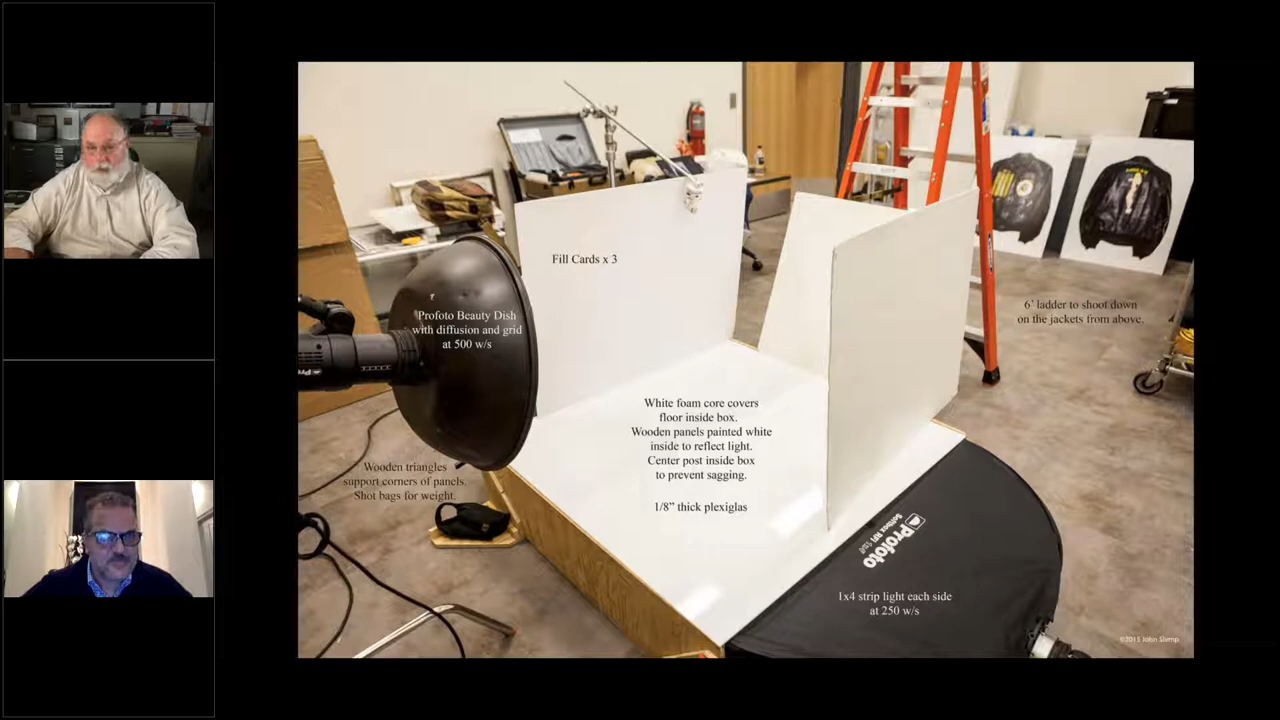 Fill Cards x 3
Profoto Beauty Dish
with diffusion and grid
at 500 w/s
6' ladder to shoot down
on the jackets from above.
White foam core covers
floor inside box.
Wooden panels painted white
inside to reflect light.
Center post inside box
to prevent sagging.
1/8" thick plexiglas
Wooden triangles
support corners of panels.
Shot bags for weight.
Profoto
Softbox RFi
1x4 strip light each side
at 250 w/s
©2015 John Slemp